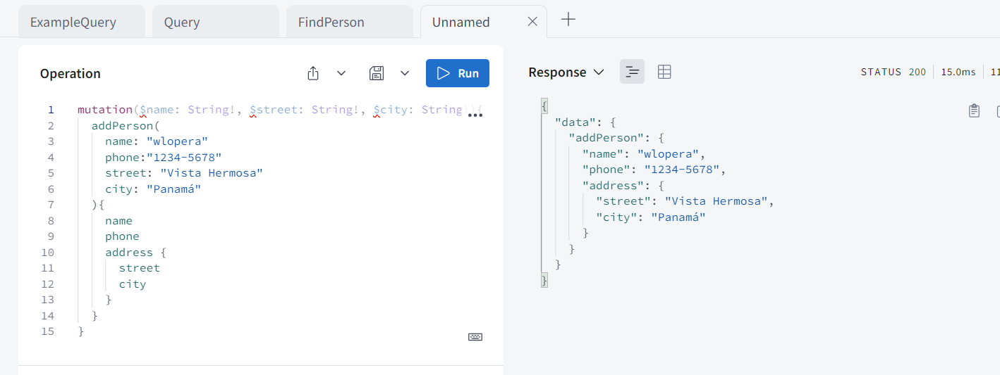 ExampleQuery Query FindPerson Unnamed
Operation Run
1 mutation($name: String!, $street: String!, $city: String!){
2 addPerson(
3 name: "wlopera"
4 phone:"1234-5678"
5 street: "Vista Hermosa"
6 city: "Panamá"
7 ){
8 name
9 phone
10 address {
11 street
12 city
13 }
14 }
15 }
Response STATUS 200 15.0ms 11
{
"data": {
"addPerson": {
"name": "wlopera",
"phone": "1234-5678",
"address": {
"street": "Vista Hermosa",
"city": "Panamá"
}
}
}
}